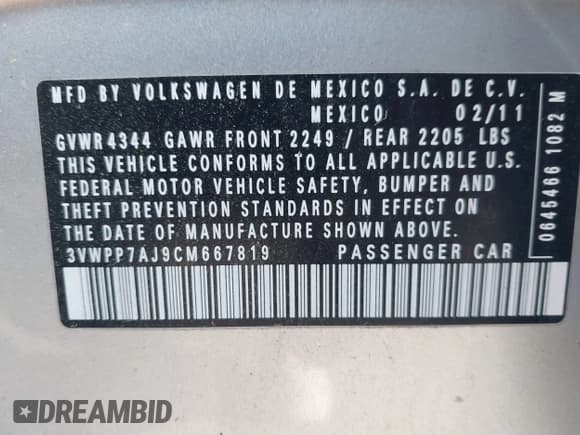 MFD BY VOLKSWAGEN DE MEXICO S.A. DE C.V.
MEXICO 02/11
GVWR 4344 GAWR FRONT 2249 / REAR 2205 LBS
THIS VEHICLE CONFORMS TO ALL APPLICABLE U.S.
FEDERAL MOTOR VEHICLE SAFETY, BUMPER AND
THEFT PREVENTION STANDARDS IN EFFECT ON
THE DATE OF MANUFACTURE SHOWN ABOVE.
3VWPP7AJ9CM667819 PASSENGER CAR
0645466 1082 M
DREAMBID